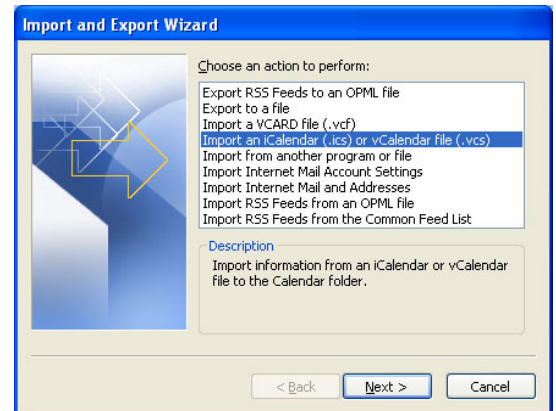 Import and Export Wizard
Choose an action to perform:
Export RSS Feeds to an OPML file
Export to a file
Import a VCARD file (.vcf)
Import an iCalendar (.ics) or vCalendar file (.vcs)
Import from another program or file
Import Internet Mail Account Settings
Import Internet Mail and Addresses
Import RSS Feeds from an OPML file
Import RSS Feeds from the Common Feed List
Description
Import information from an iCalendar or vCalendar
file to the Calendar folder.
< Back Next > Cancel